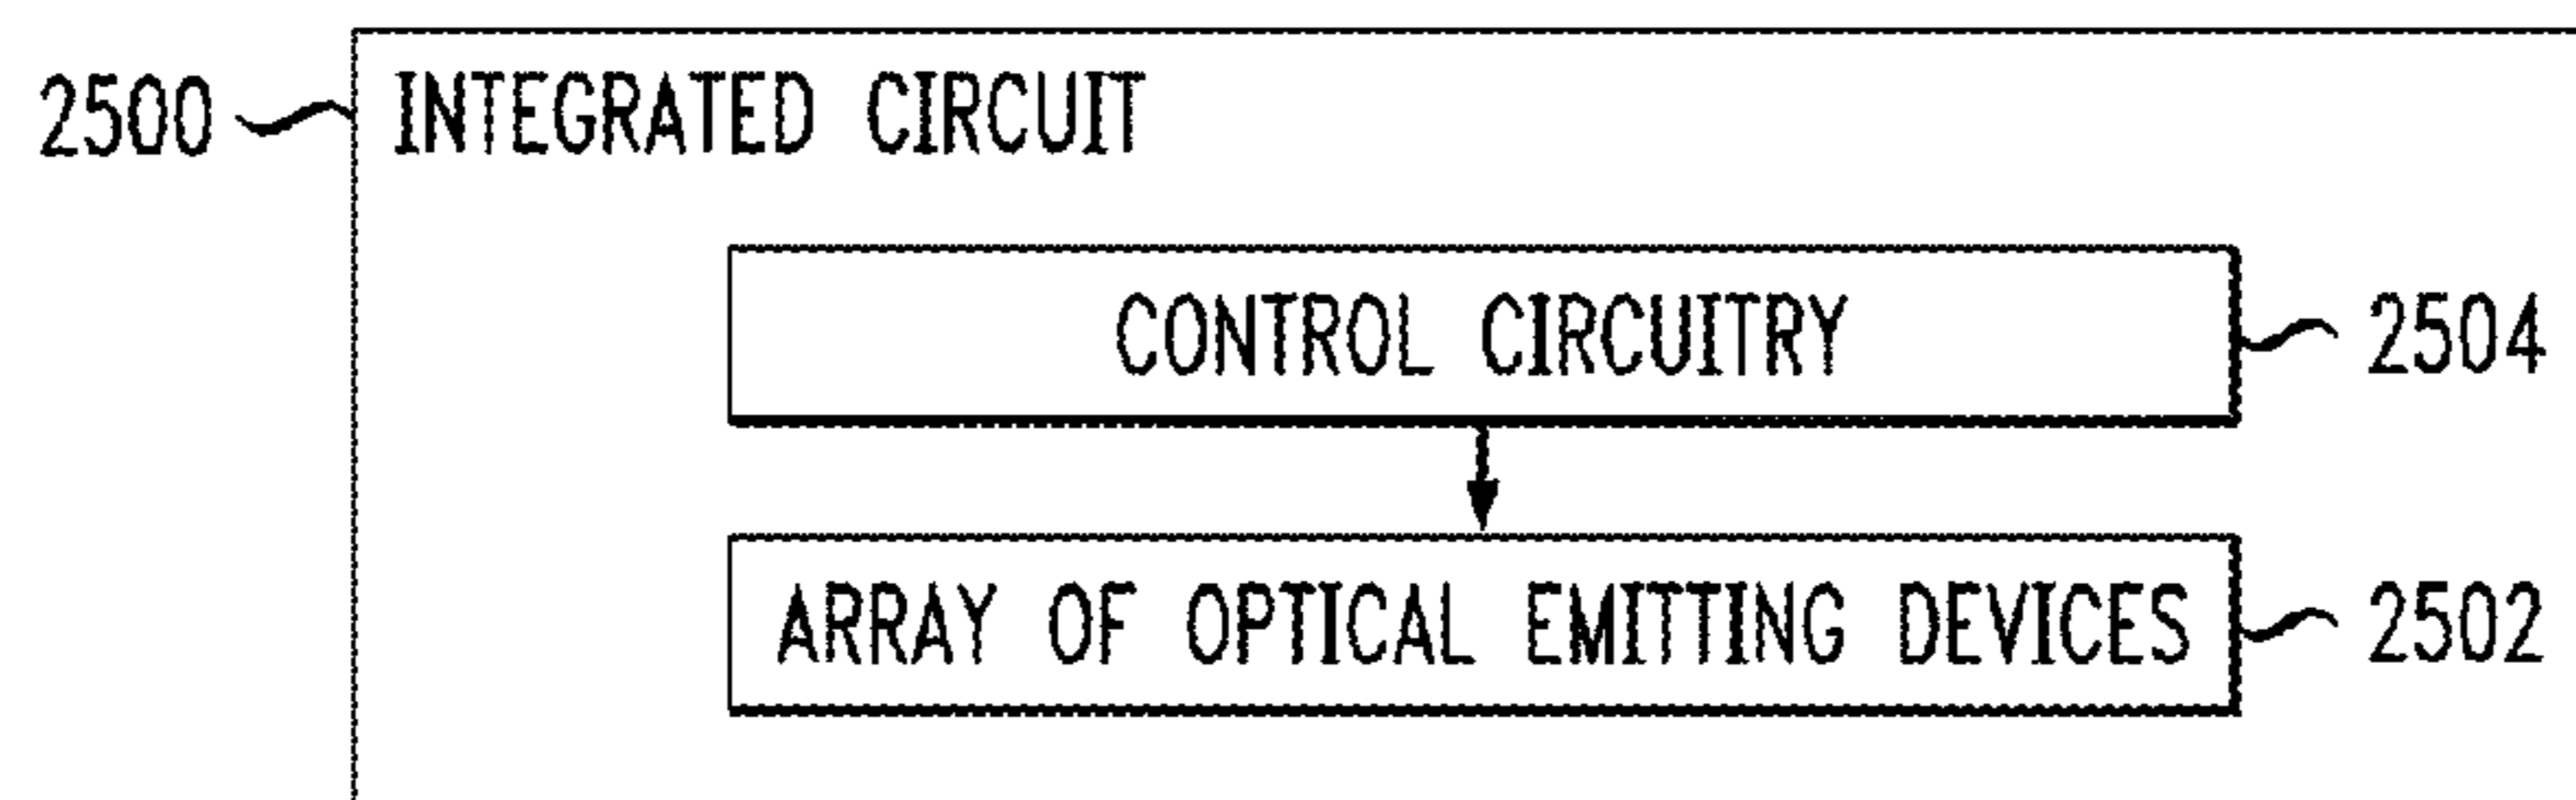 2500 INTEGRATED CIRCUIT
CONTROL CIRCUITRY 2504
ARRAY OF OPTICAL EMITTING DEVICES 2502